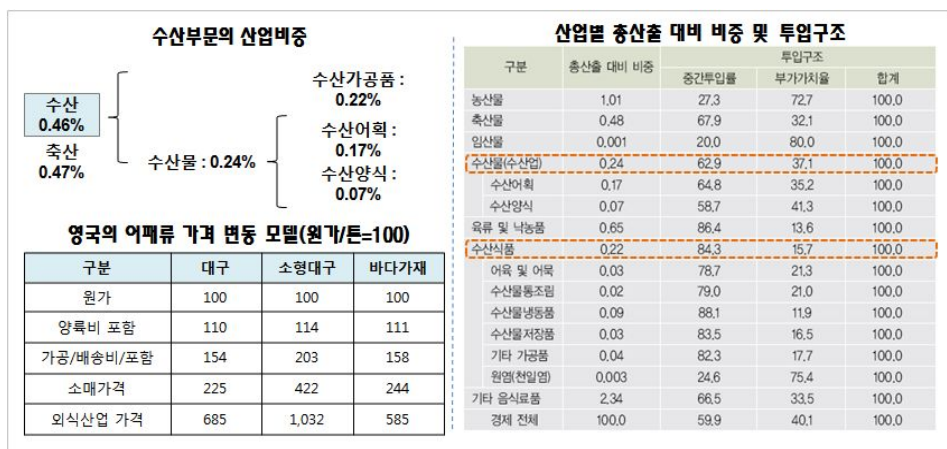 수산부문의 산업비중
수산
0.46%
축산
0.47%
수산가공품 :
0.22%
수산물 : 0.24%
수산어획 :
0.17%
수산양식 :
0.07%
영국의 어패류 가격 변동 모델(원가/톤=100)
구분 대구 소형대구 바다가재
원가 100 100 100
양륙비 포함 110 114 111
가공/배송비/포함 154 203 158
소매가격 225 422 244
외식산업 가격 685 1,032 585
산업별 총산출 대비 비중 및 투입구조
구분 총산출 대비 비중 투입구조
중간투입률 부가가치율 합계
농산물 1.01 27.3 72.7 100.0
축산물 0.48 67.9 32.1 100.0
임산물 0.001 20.0 80.0 100.0
수산물(수산업) 0.24 62.9 37.1 100.0
수산어획 0.17 64.8 35.2 100.0
수산양식 0.07 58.7 41.3 100.0
육류 및 낙농품 0.65 86.4 13.6 100.0
수산식품 0.22 84.3 15.7 100.0
어육 및 어묵 0.03 78.7 21.3 100.0
수산물통조림 0.02 79.0 21.0 100.0
수산물냉동품 0.09 88.1 11.9 100.0
수산물저장품 0.03 83.5 16.5 100.0
기타 가공품 0.04 82.3 17.7 100.0
원염(천일염) 0.003 24.6 75.4 100.0
기타 음식료품 2.34 66.5 33.5 100.0
경제 전체 100.0 59.9 40.1 100.0